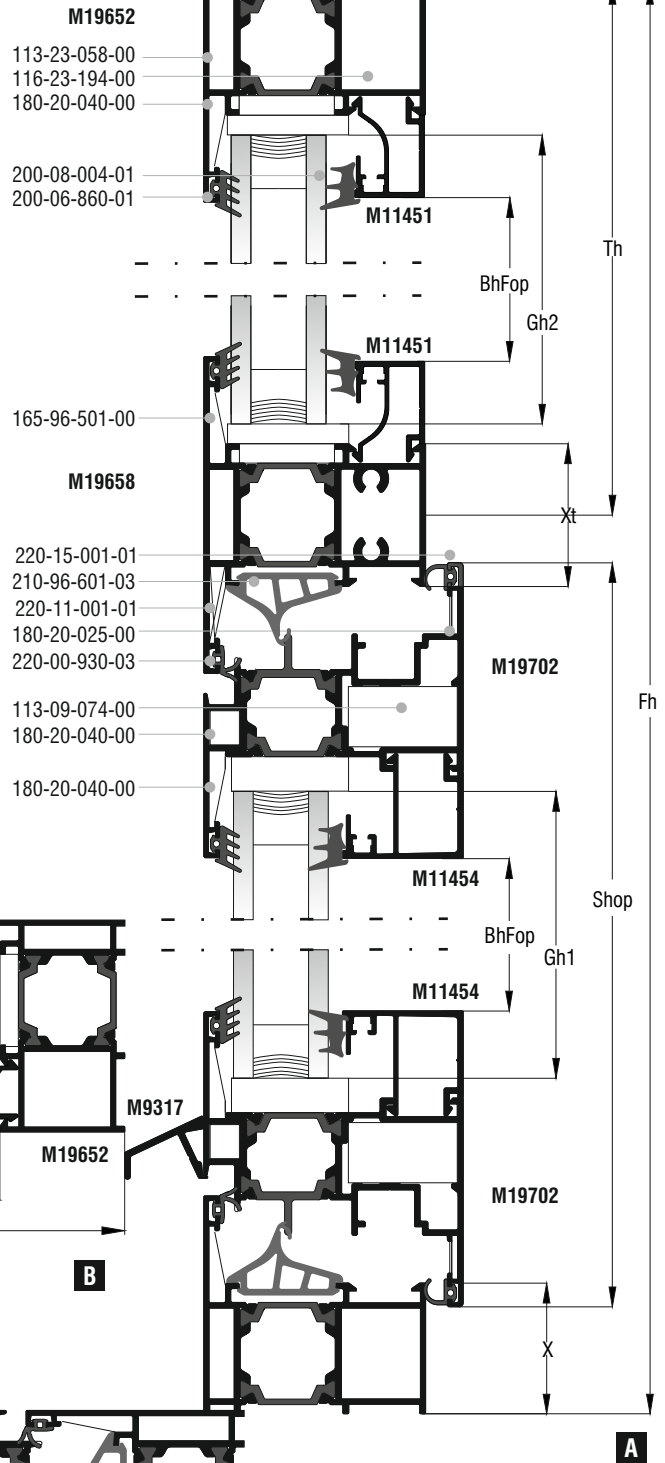 M19652
113-23-058-00
116-23-194-00
180-20-040-00
200-08-004-01
200-06-860-01
M11451
Th
BhFop
Gh2
M11451
165-96-501-00
M19658
Xt
220-15-001-01
210-96-601-03
220-11-001-01
180-20-025-00
220-00-930-03
M19702
Fh
113-09-074-00
180-20-040-00
180-20-040-00
M11454
Shop
BhFop
Gh1
M11454
M9317
M19652
M19702
B
X
A